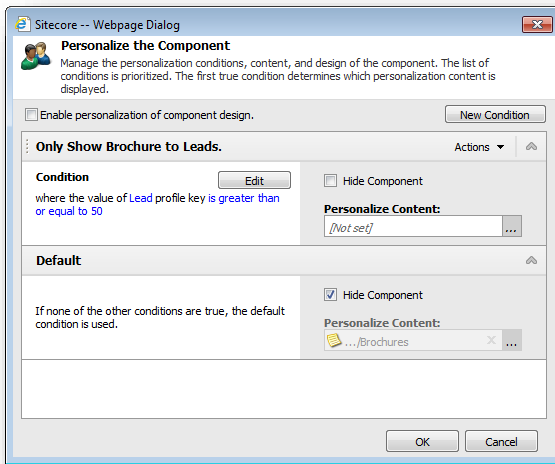 Sitecore -- Webpage Dialog
Personalize the Component
Manage the personalization conditions, content, and design of the component. The list of
conditions is prioritized. The first true condition determines which personalization content is
displayed.
Enable personalization of component design.
New Condition
Only Show Brochure to Leads.
Actions
Condition
Edit
where the value of Lead profile key is greater than
or equal to 50
Hide Component
Personalize Content:
[Not set]
...
Default
If none of the other conditions are true, the default
condition is used.
Hide Component
Personalize Content:
.../Brochures
...
OK
Cancel